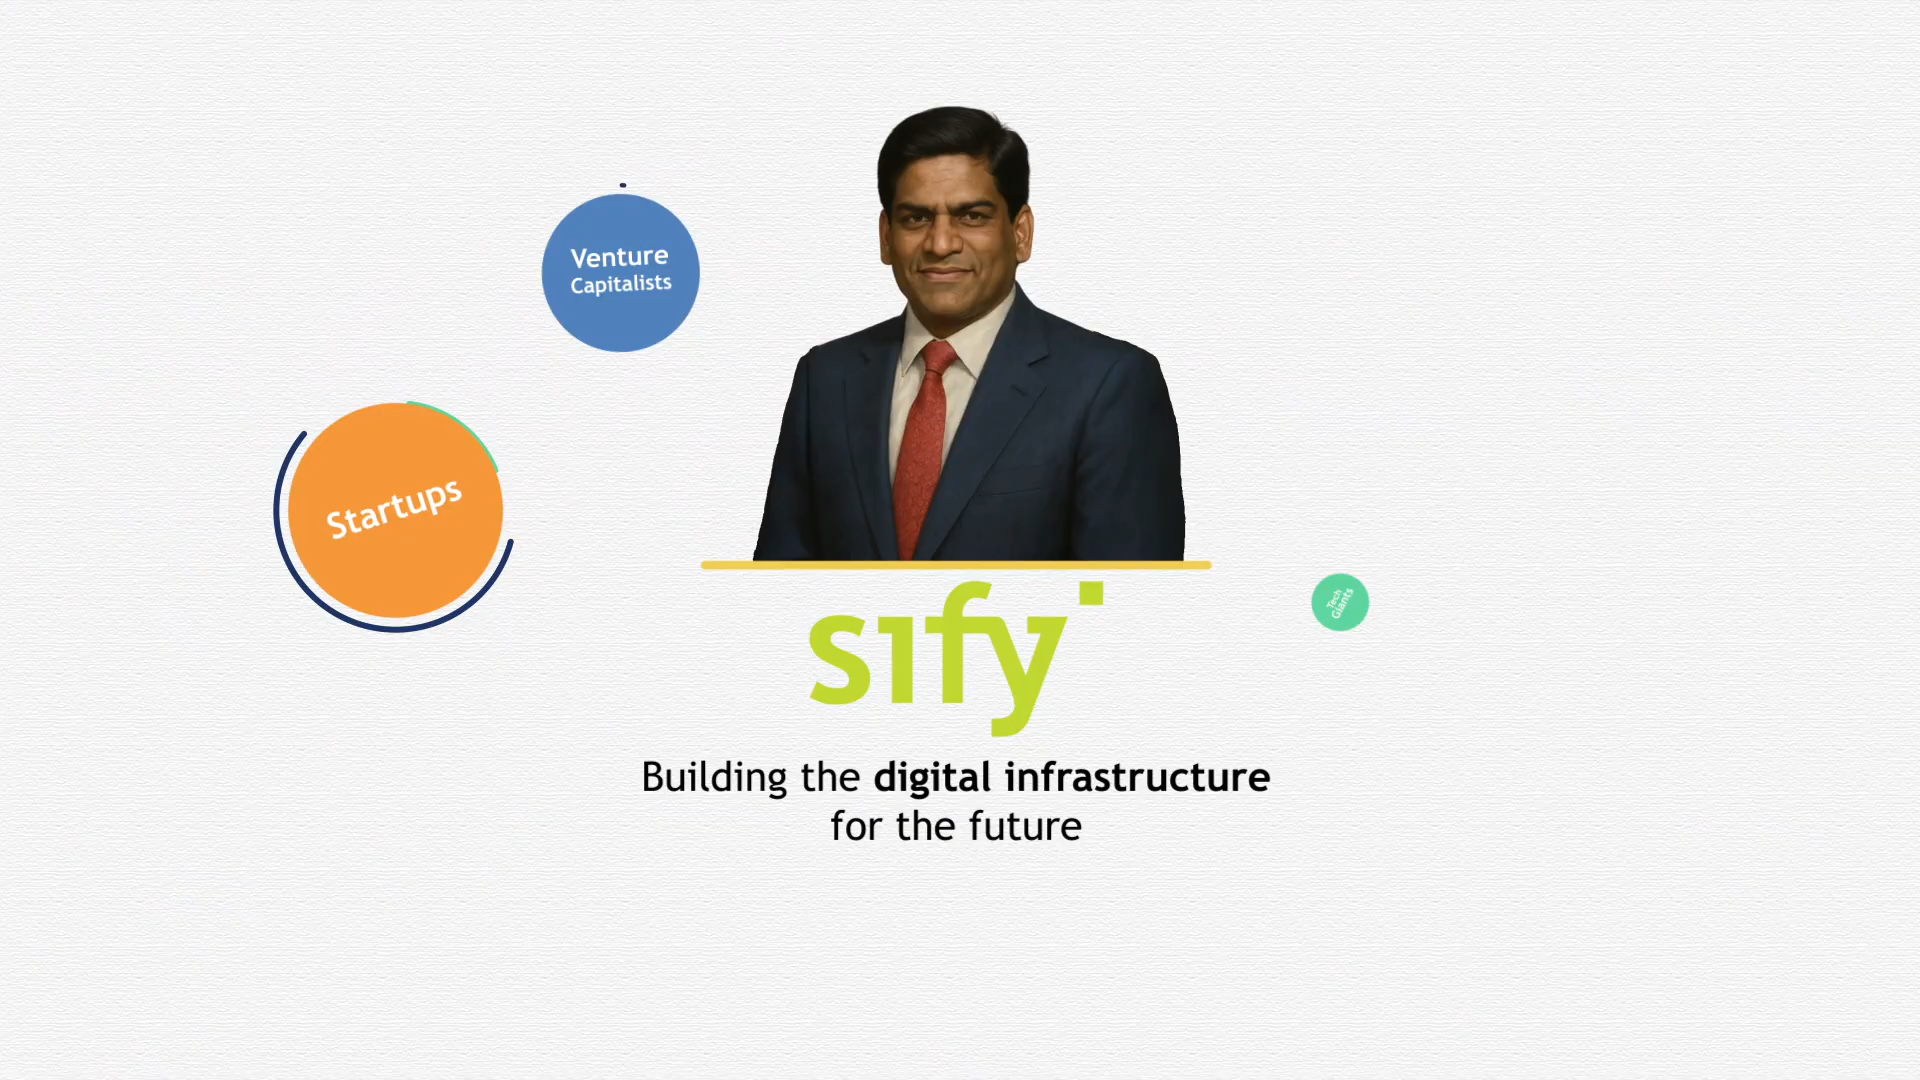 Venture
Capitalists
Startups
Tech
Giants
sify
Building the digital infrastructure
for the future